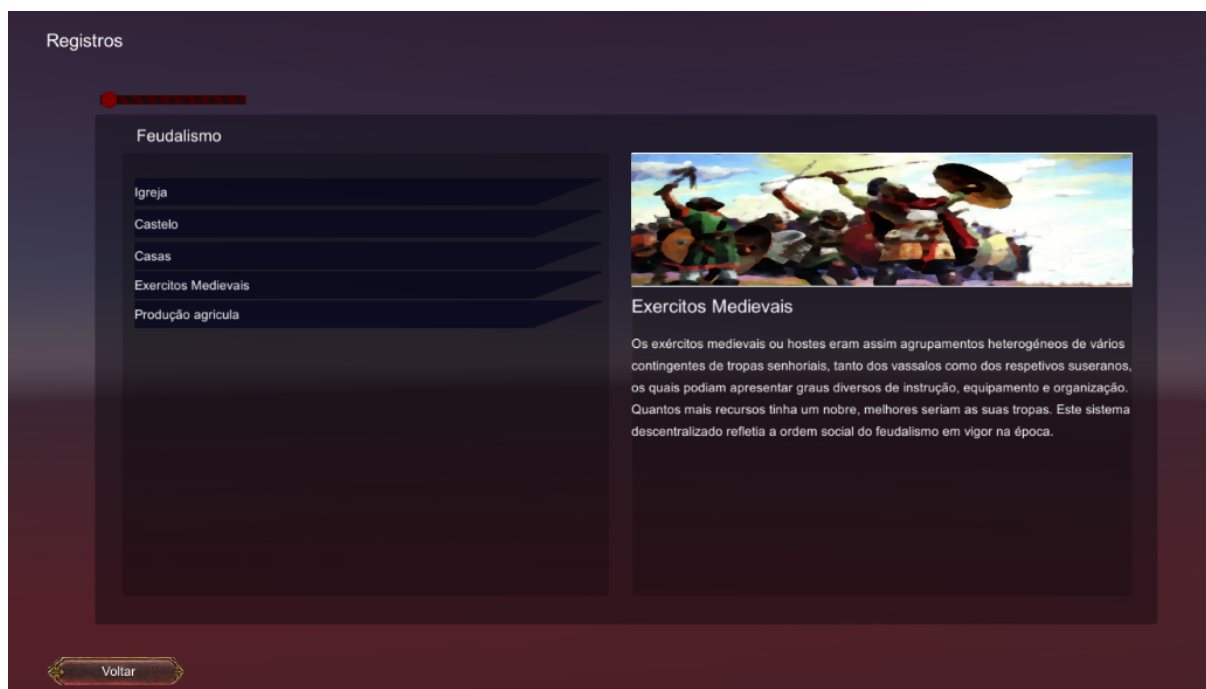 Registros
Feudalismo
Igreja
Castelo
Casas
Exercitos Medievais
Produção agricula
Exercitos Medievais
Os exércitos medievais ou hostes eram assim agrupamentos heterogéneos de vários
contingentes de tropas senhoriais, tanto dos vassalos como dos respetivos suseranos,
os quais podiam apresentar graus diversos de instrução, equipamento e organização.
Quantos mais recursos tinha um nobre, melhores seriam as suas tropas. Este sistema
descentralizado refletia a ordem social do feudalismo em vigor na época.
Voltar